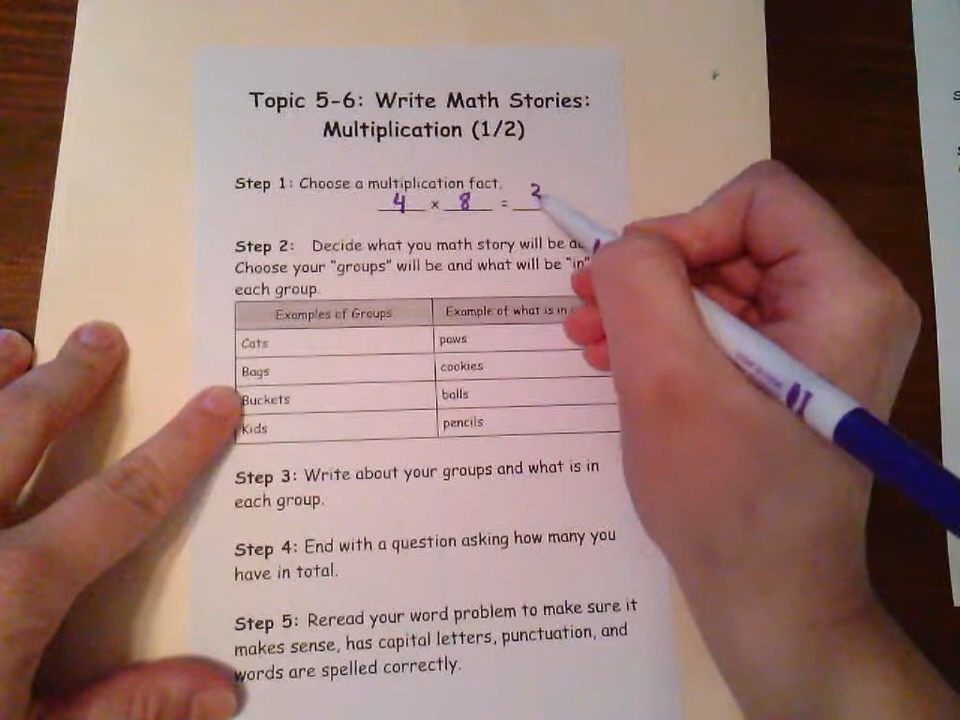 Topic 5-6: Write Math Stories:
Multiplication (1/2)
Step 1: Choose a multiplication fact.
4 x 8 =
Step 2: Decide what you math story will be
Choose your "groups" will be and what will be "in"
each group.
Examples of Groups Example of what is in
Cats paws
Bags cookies
Buckets balls
Kids pencils
Step 3: Write about your groups and what is in
each group.
Step 4: End with a question asking how many you
have in total.
Step 5: Reread your word problem to make sure it
makes sense, has capital letters, punctuation, and
words are spelled correctly.